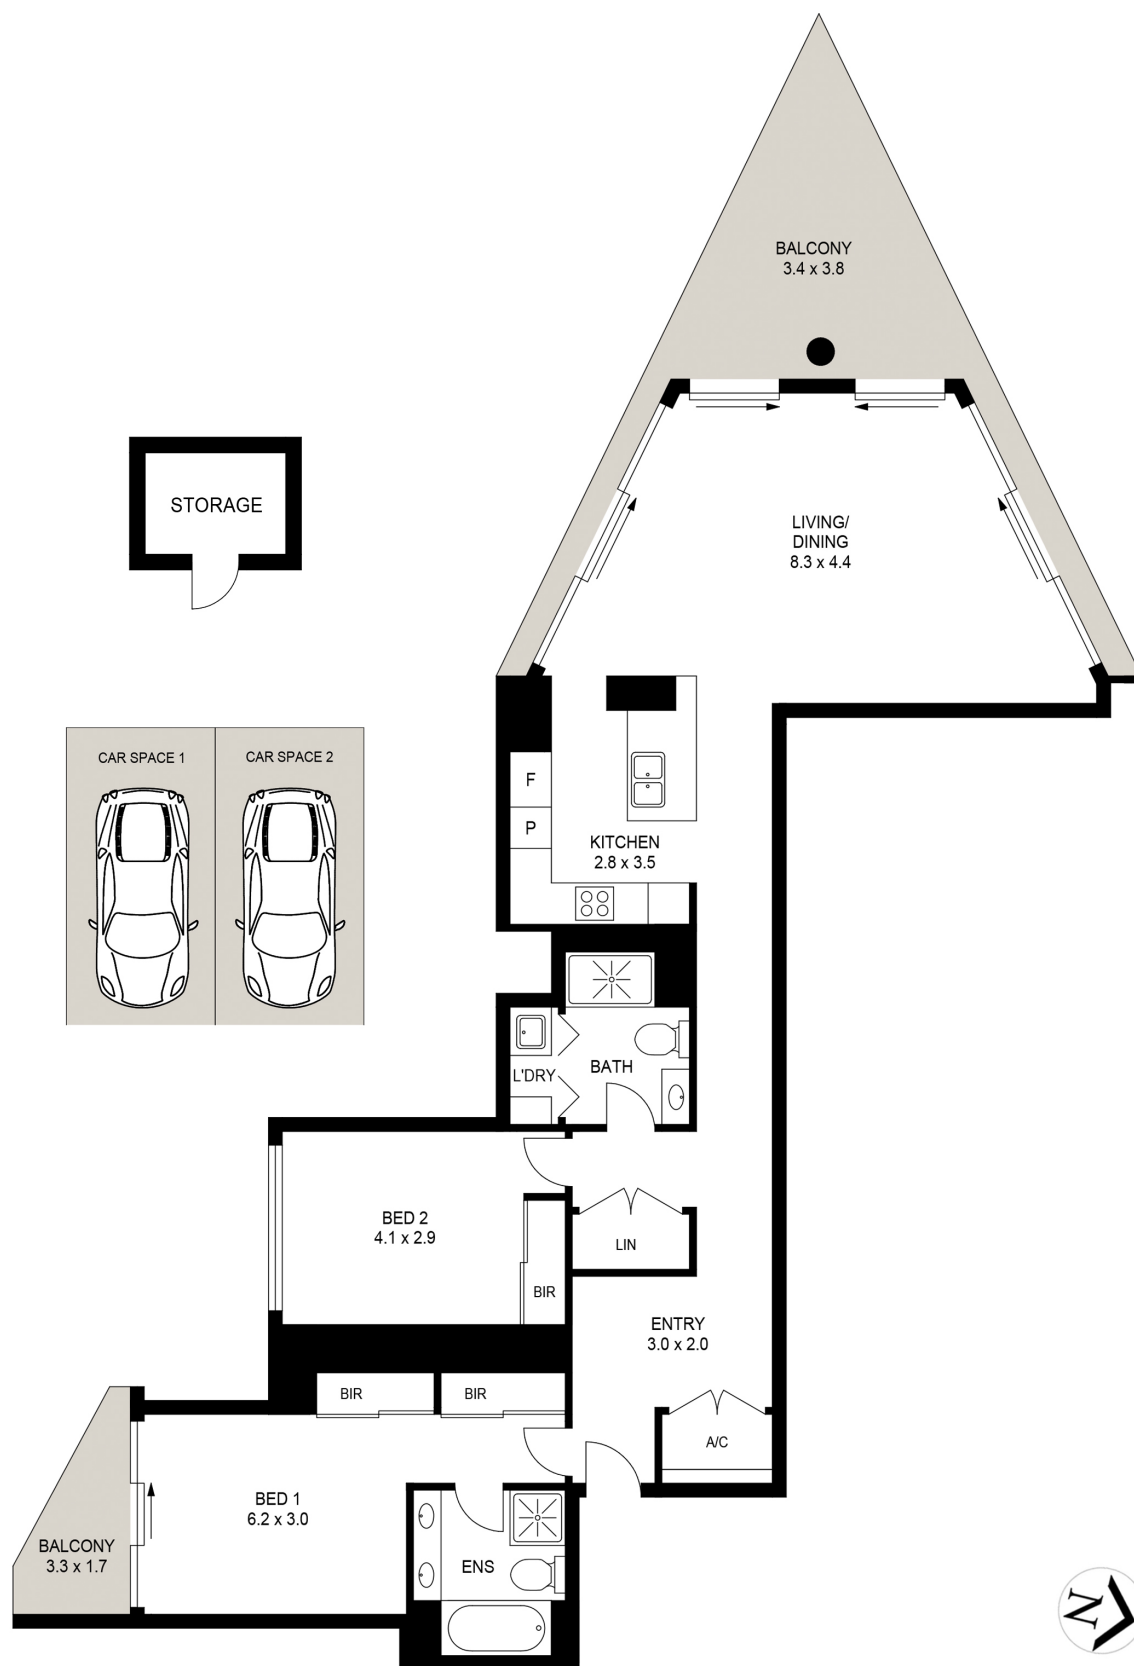 BALCONY
3.4 x 3.8
STORAGE
LIVING/
DINING
8.3 x 4.4
CAR SPACE 1
CAR SPACE 2
F
P
KITCHEN
2.8 x 3.5
L'DRY
BATH
BED 2
4.1 x 2.9
LIN
BIR
ENTRY
3.0 x 2.0
BIR
BIR
A/C
BED 1
6.2 x 3.0
BALCONY
3.3 x 1.7
ENS
N